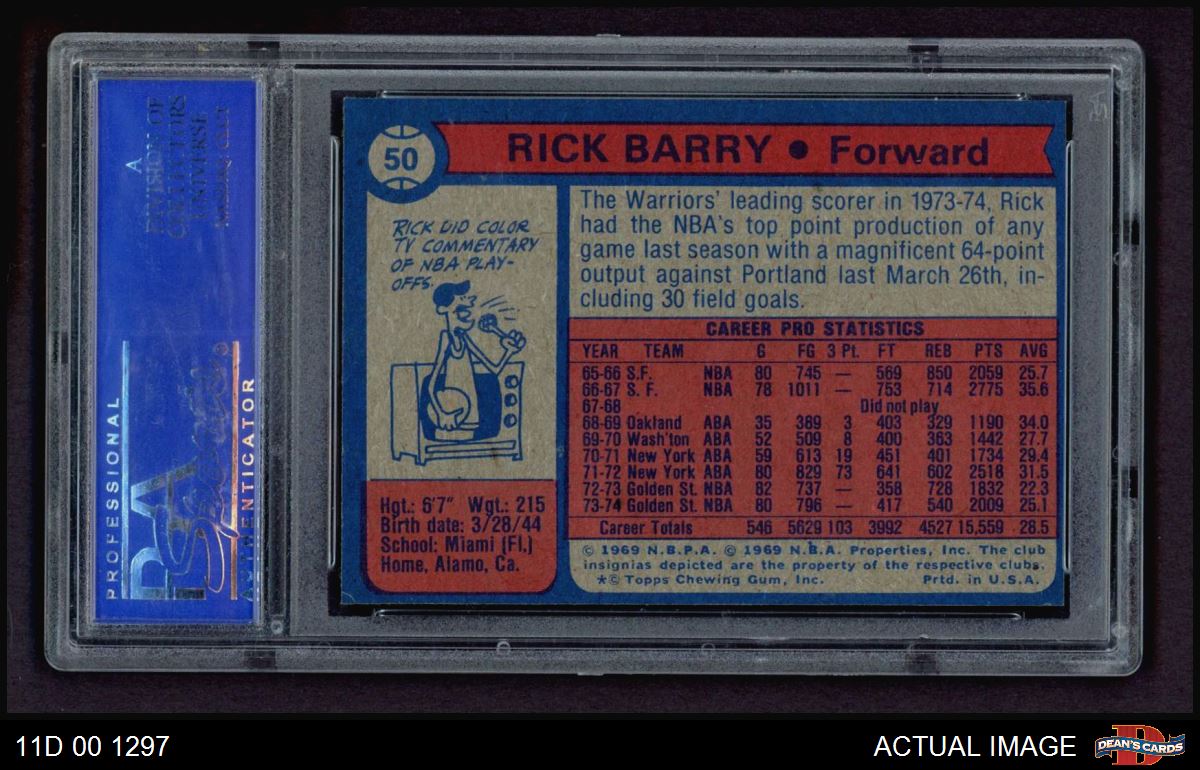 A
DIVISION OF
COLLECTORS
UNIVERSE
NASDAQ: CLCT
PROFESSIONAL
PSA
Sports
AUTHENTICATOR
50
RICK BARRY • Forward
RICK DID COLOR
TV COMMENTARY
OF NBA PLAY-
OFFS.
The Warriors' leading scorer in 1973-74, Rick
had the NBA's top point production of any
game last season with a magnificent 64-point
output against Portland last March 26th, in-
cluding 30 field goals.
CAREER PRO STATISTICS
YEAR TEAM G FG 3 Pt. FT REB PTS AVG
65-66 S.F. NBA 80 745 — 569 850 2059 25.7
66-67 S. F. NBA 78 1011 — 753 714 2775 35.6
67-68 Did not play
68-69 Oakland ABA 35 389 3 403 329 1190 34.0
69-70 Wash'ton ABA 52 509 8 400 363 1442 27.7
70-71 New York ABA 59 613 19 451 401 1734 29.4
71-72 New York ABA 80 829 73 641 602 2518 31.5
72-73 Golden St. NBA 82 737 — 358 728 1832 22.3
73-74 Golden St. NBA 80 796 — 417 540 2009 25.1
Career Totals 546 5629 103 3992 4527 15,559 28.5
Hgt: 6'7" Wgt.: 215
Birth date: 3/28/44
School: Miami (Fl.)
Home, Alamo, Ca.
© 1969 N.B.P.A. © 1969 N.B.A. Properties, Inc. The club
insignias depicted are the property of the respective clubs.
*© Topps Chewing Gum, Inc. Prtd. in U.S.A.
11D 00 1297
ACTUAL IMAGE
DEAN'S CARDS